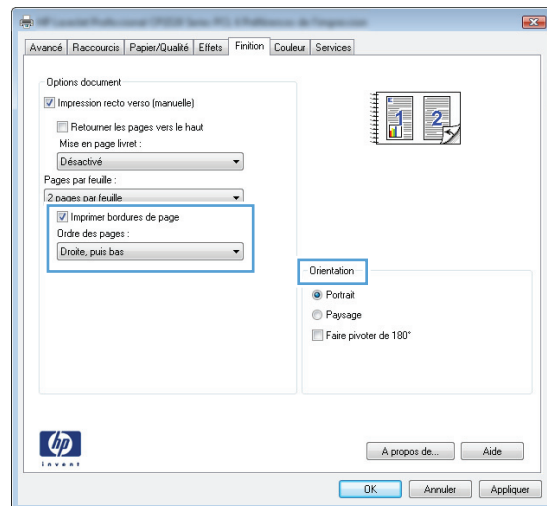 Avancé Raccourcis Papier/Qualité Effets Finition Couleur Services
Options document
Impression recto verso (manuelle)
Retourner les pages vers le haut
Mise en page livret :
Désactivé
Pages par feuille :
2 pages par feuille
Imprimer bordures de page
Ordre des pages :
Droite, puis bas
1 2
Orientation
Portrait
Paysage
Faire pivoter de 180°
hp
invent
A propos de... Aide
OK Annuler Appliquer